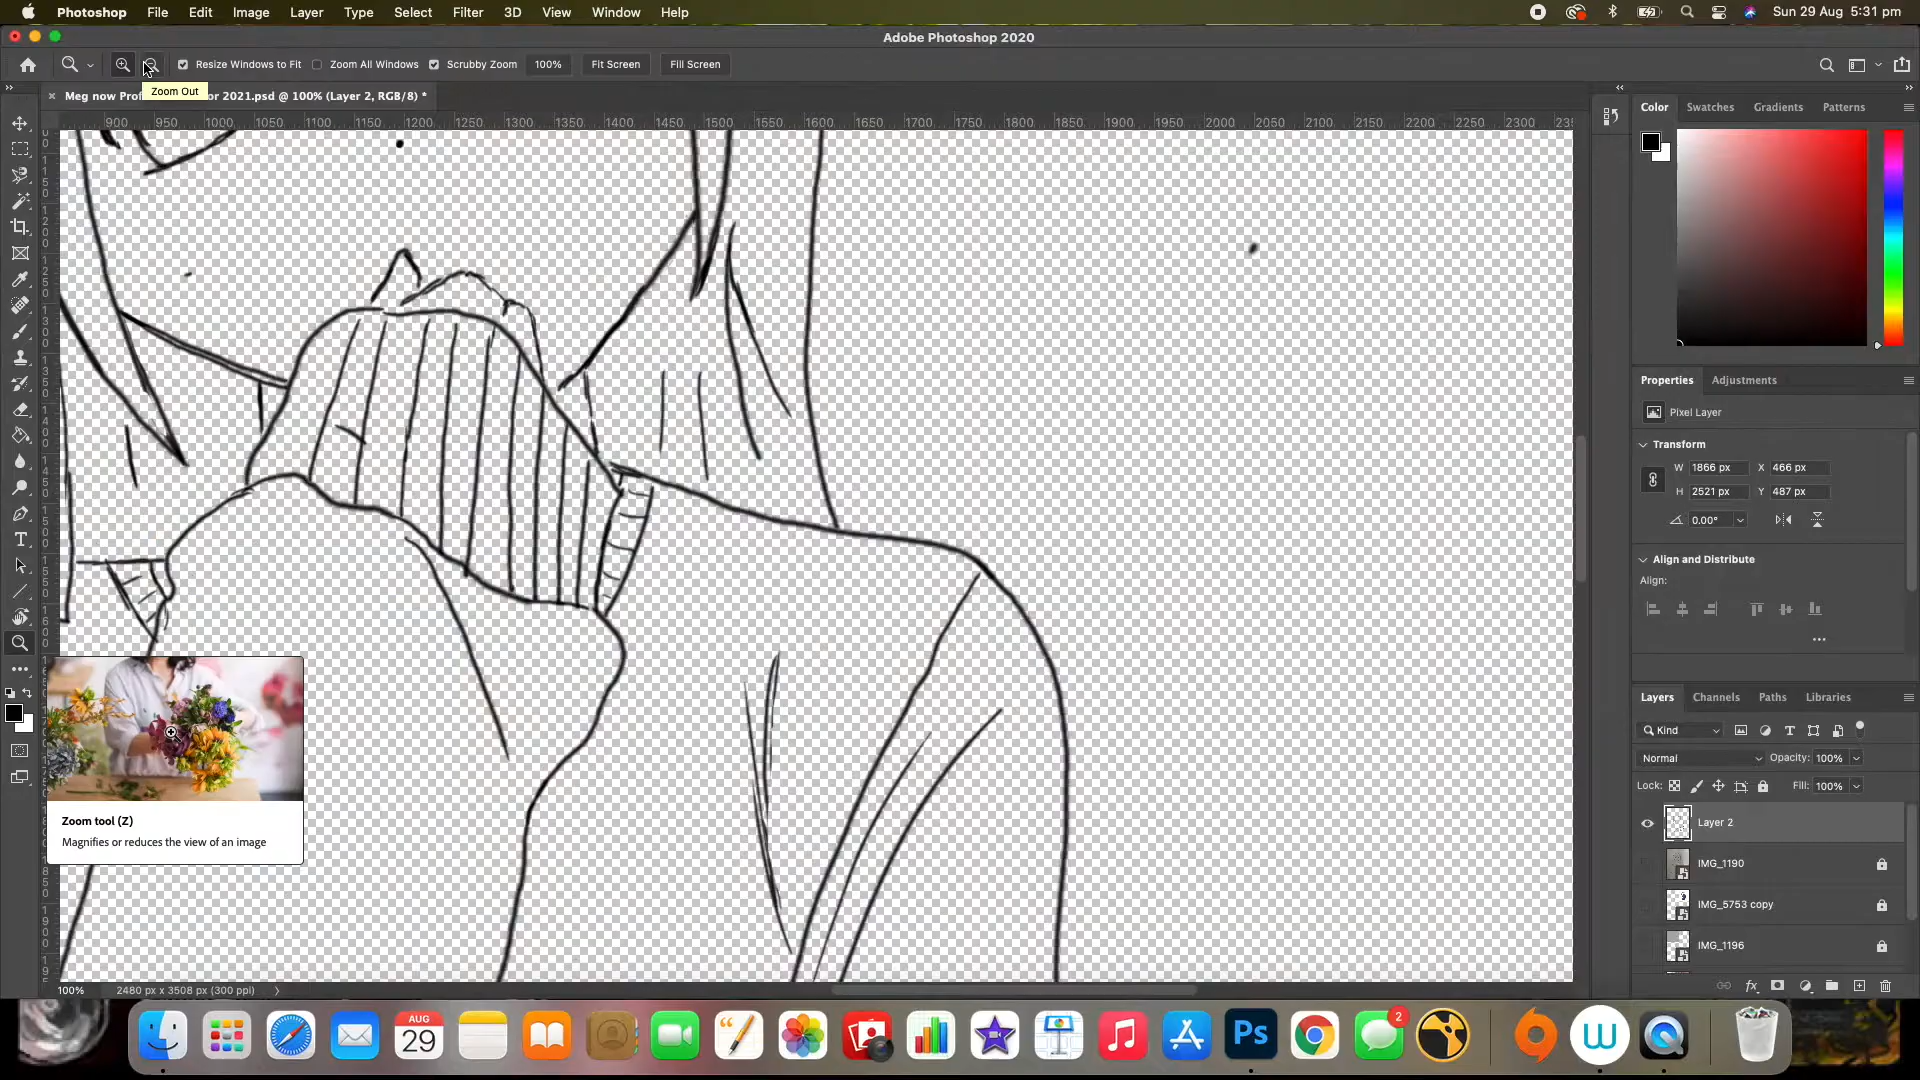 Photoshop File Edit Image Layer Type Select Filter 3D View Window Help Sun 29 Aug 5:31 pm
Adobe Photoshop 2020
Resize Windows to Fit Zoom All Windows Scrubby Zoom 100% Fit Screen Fill Screen
Zoom Out
Meg now Prof or 2021.psd @ 100% (Layer 2, RGB/8) *
Color Swatches Gradients Patterns
900 950 1000 1050 1100 1150 1200 1250 1300 1350 1400 1450 1500 1550 1600 1650 1700 1750 1800 1850 1900 1950 2000 2050 2100 2150 2200 2250 2300
Properties Adjustments
Pixel Layer
Transform
W 1866 px X 466 px
H 2521 px Y 487 px
0.00°
Align and Distribute
Align:
Layers Channels Paths Libraries
Kind
Normal Opacity: 100%
Lock: Fill: 100%
Layer 2
IMG_1190
IMG_5753 copy
IMG_1196
Zoom tool (Z)
Magnifies or reduces the view of an image
100% 2480 px x 3508 px (300 ppi)
AUG
29
Ps
2
W